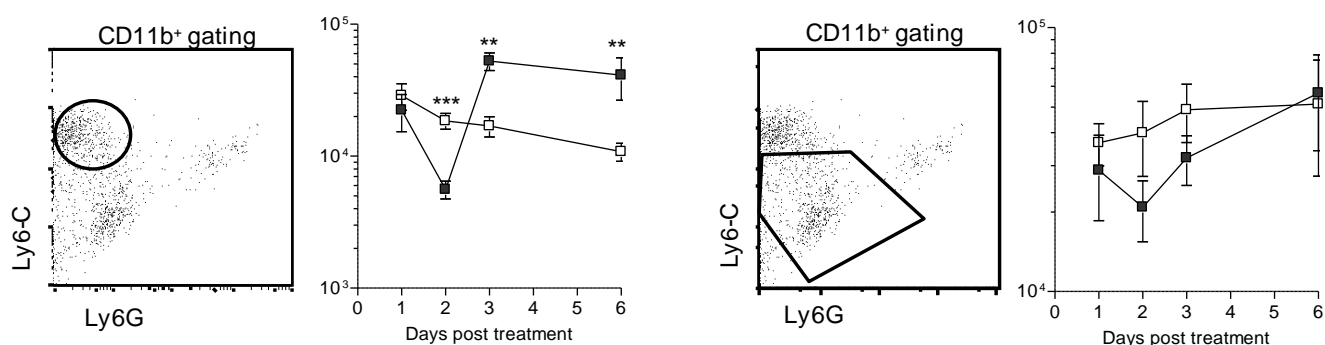 CD11b⁺ gating
Ly6-C
Ly6G
10⁵
10⁴
10³
**
**
***
0 1 2 3 4 5 6
Days post treatment
CD11b⁺ gating
Ly6-C
Ly6G
10⁵
10⁴
0 1 2 3 4 5 6
Days post treatment